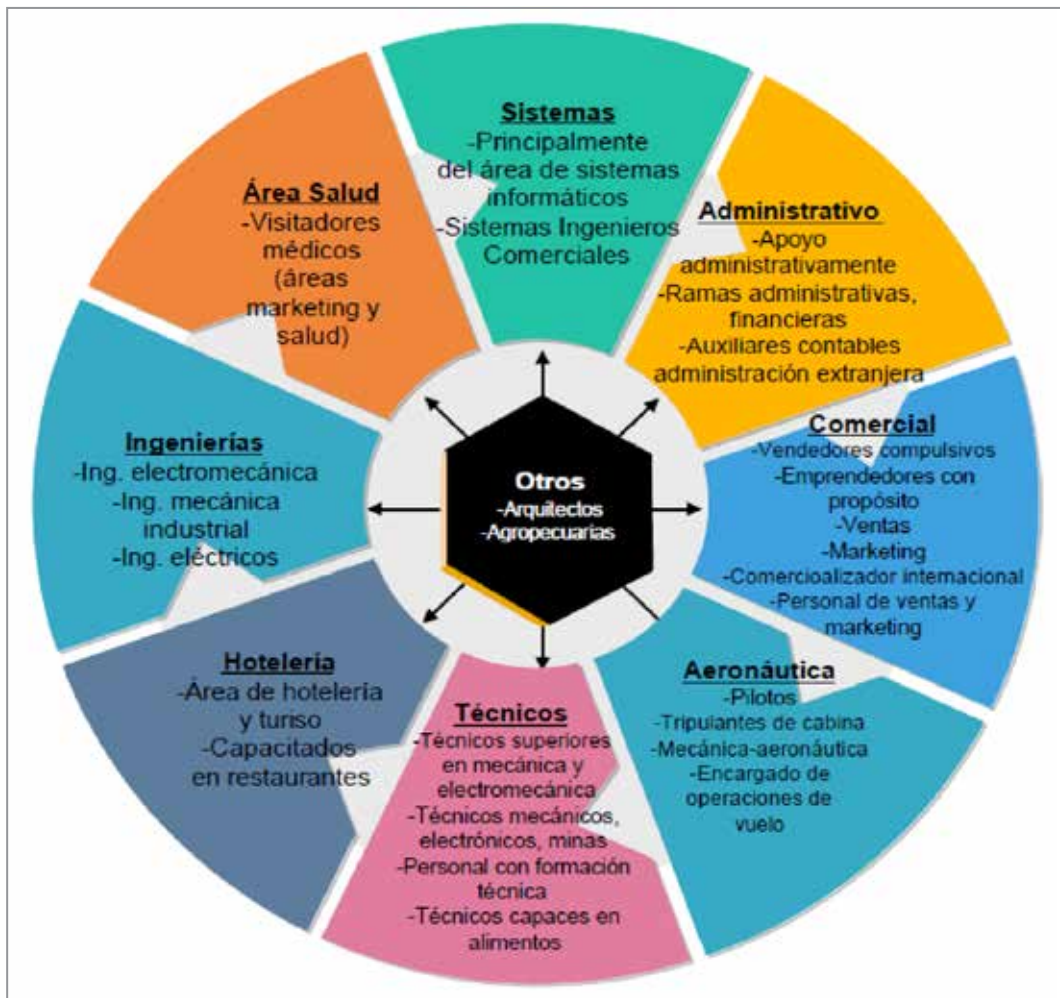 Sistemas
-Principalmente
del área de sistemas
informáticos
-Sistemas Ingenieros
Comerciales
Administrativo
-Apoyo
administrativamente
-Ramas administrativas,
financieras
-Auxiliares contables
administración extranjera
Comercial
-Vendedores compulsivos
-Emprendedores con
propósito
-Ventas
-Marketing
-Comercioalizador internacional
-Personal de ventas y
marketing
Aeronáutica
-Pilotos
-Tripulantes de cabina
-Mecánica-aeronáutica
-Encargado de
operaciones de
vuelo
Técnicos
-Técnicos superiores
en mecánica y
electromecánica
-Técnicos mecánicos,
electrónicos, minas
-Personal con formación
técnica
-Técnicos capaces en
alimentos
Hotelería
-Área de hotelería
y turiso
-Capacitados
en restaurantes
Ingenierías
-Ing. electromecánica
-Ing. mecánica
industrial
-Ing. eléctricos
Área Salud
-Visitadores
médicos
(áreas
marketing y
salud)
Otros
-Arquitectos
-Agropecuarias